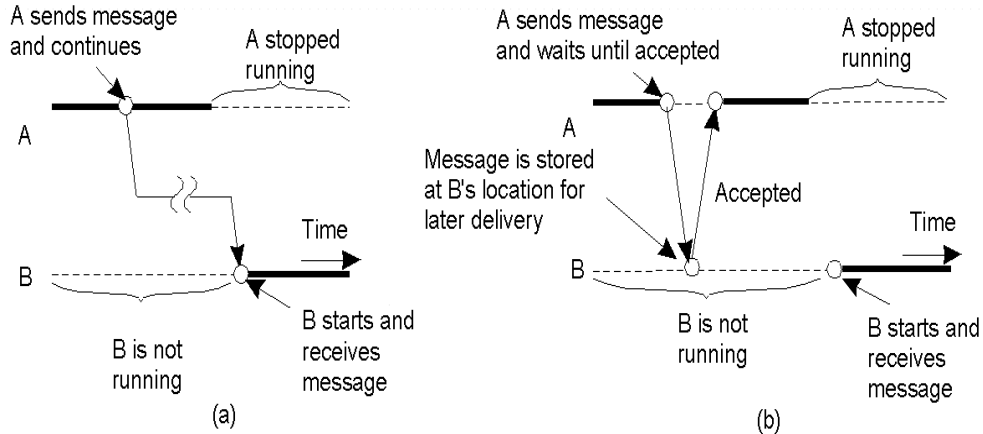 A sends message
and continues
A stopped
running
A
B
Time
B is not
running
B starts and
receives
message
(a)
A sends message
and waits until accepted
A stopped
running
A
Message is stored
at B's location for
later delivery
Accepted
Time
B
B is not
running
B starts and
receives
message
(b)